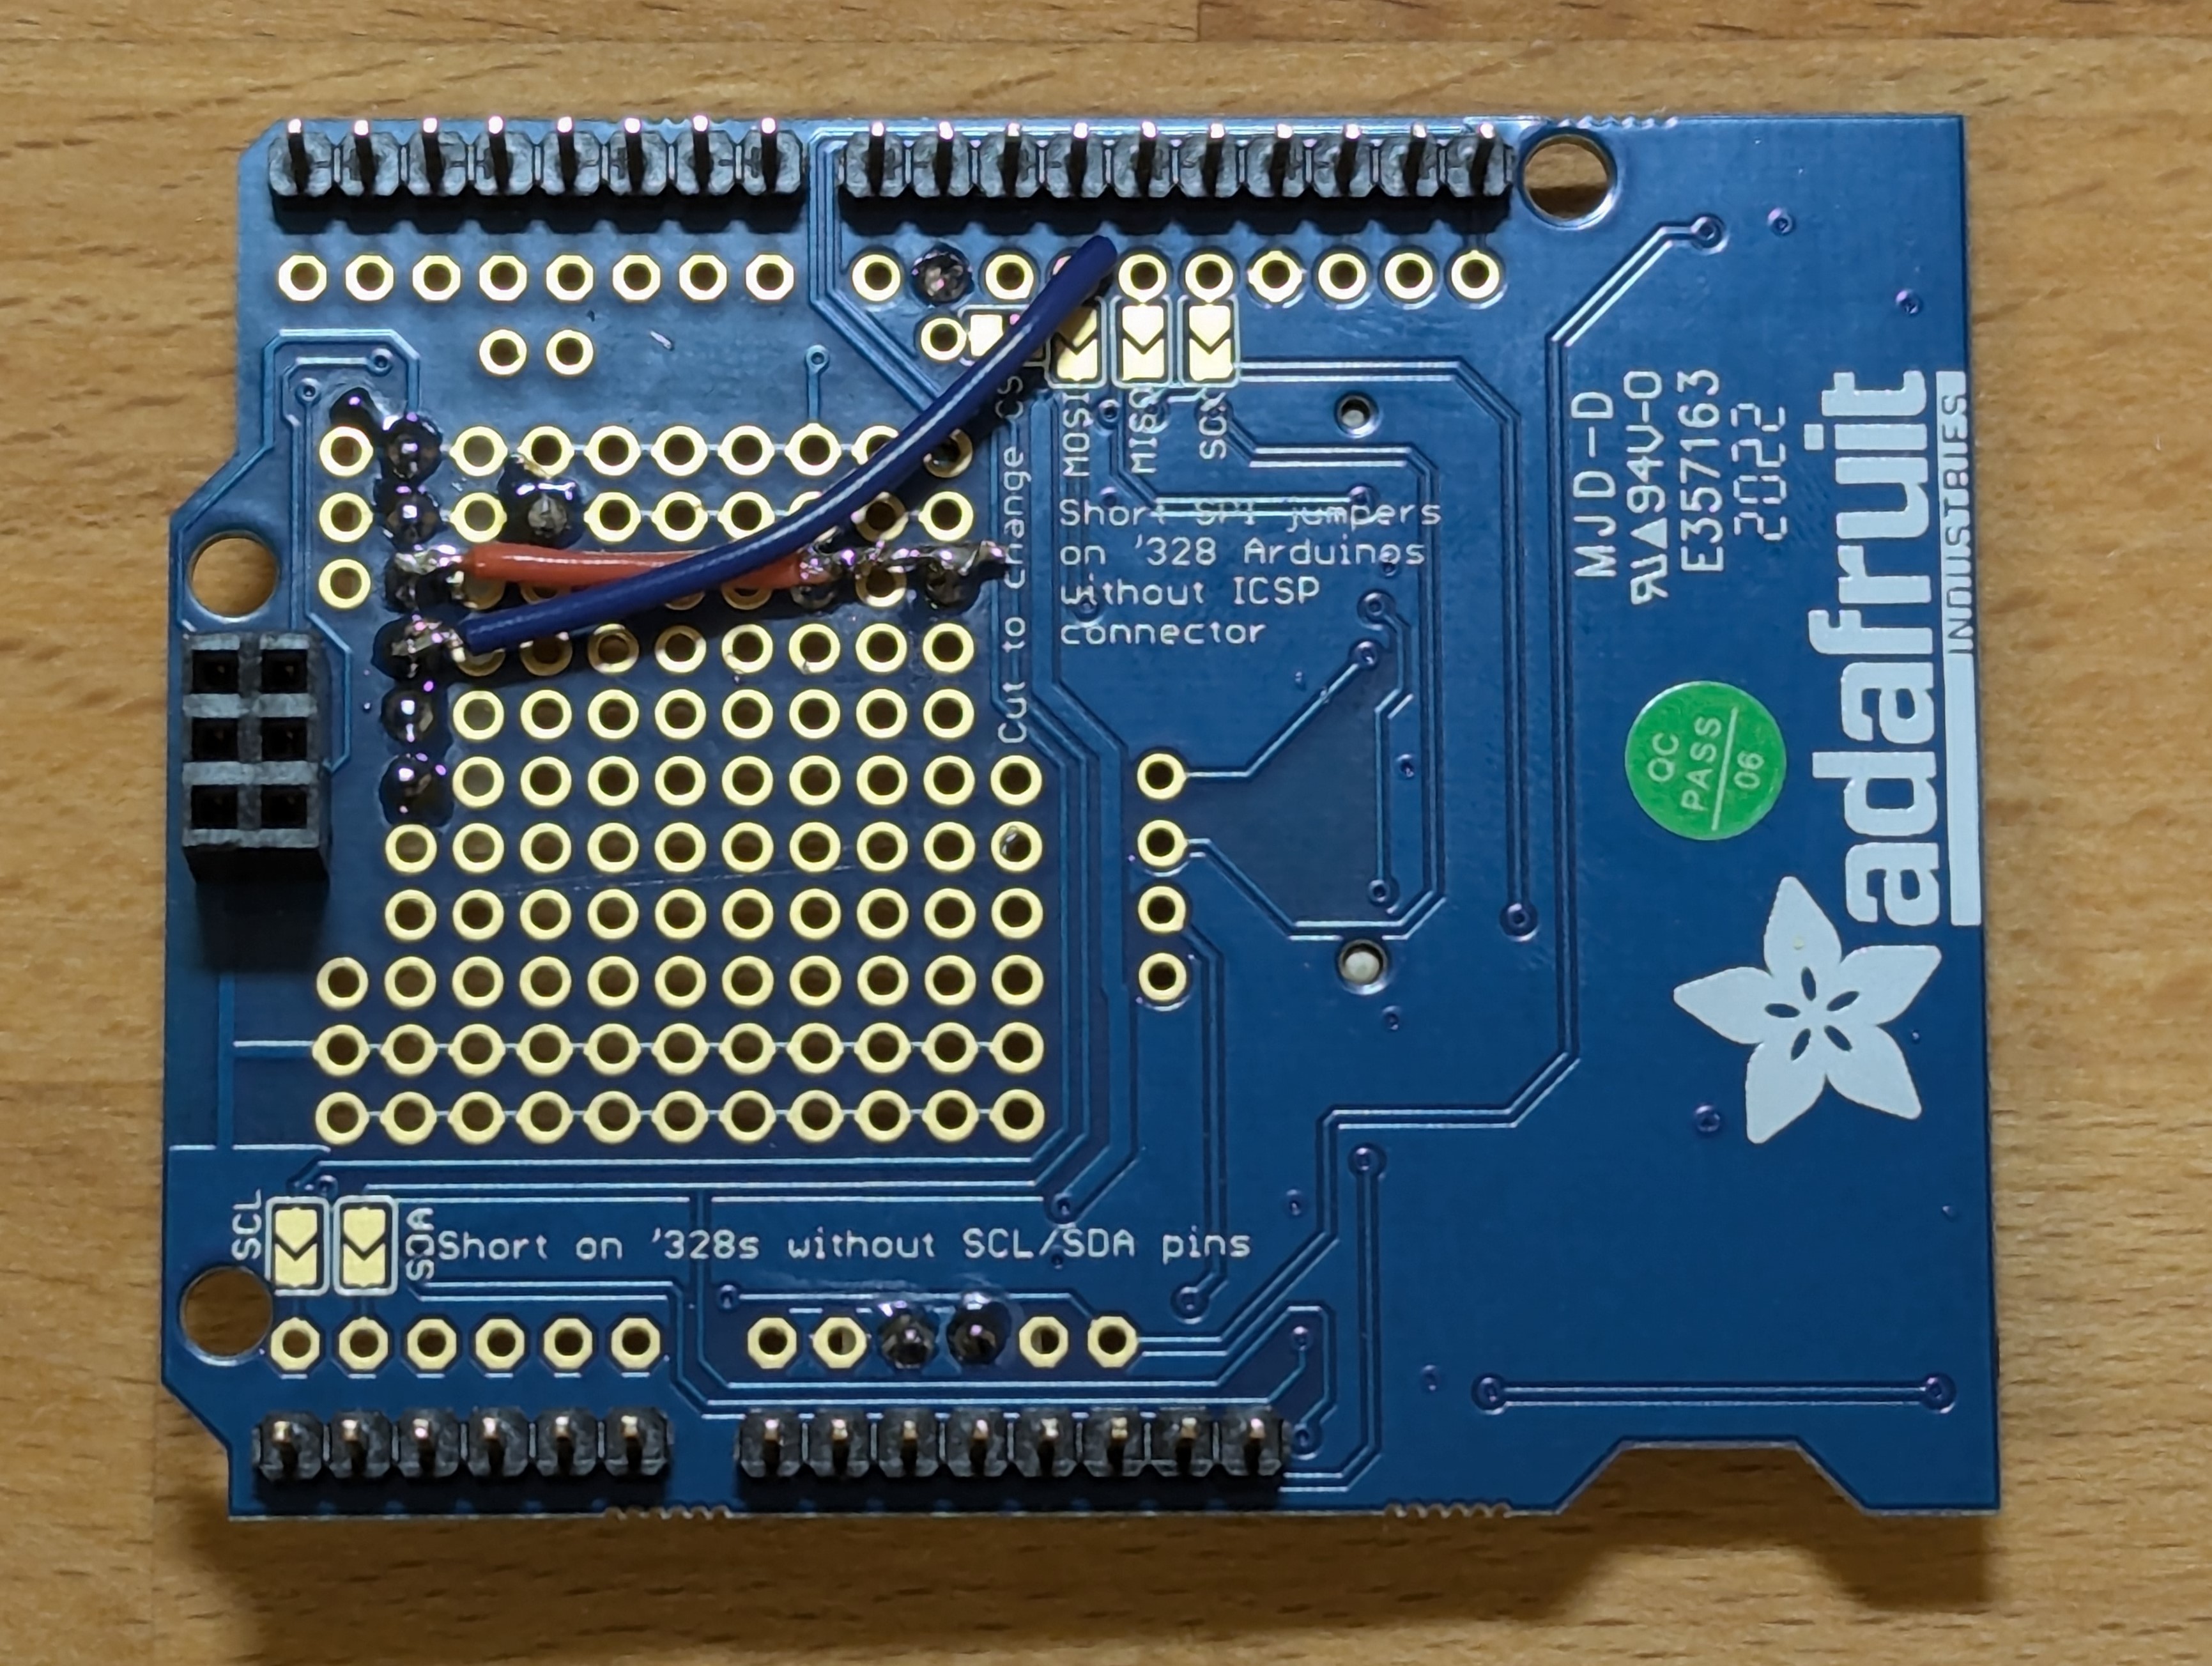 MOSI
MISO
SCK
Cut to change CS
Short SPI jumpers
on '328 Arduinos
without ICSP
connector
MJD-D
94V-0
E357163
2022
QC
PASS
06
adafruit
INDUSTRIES
SCL
SDA
Short on '328s without SCL/SDA pins